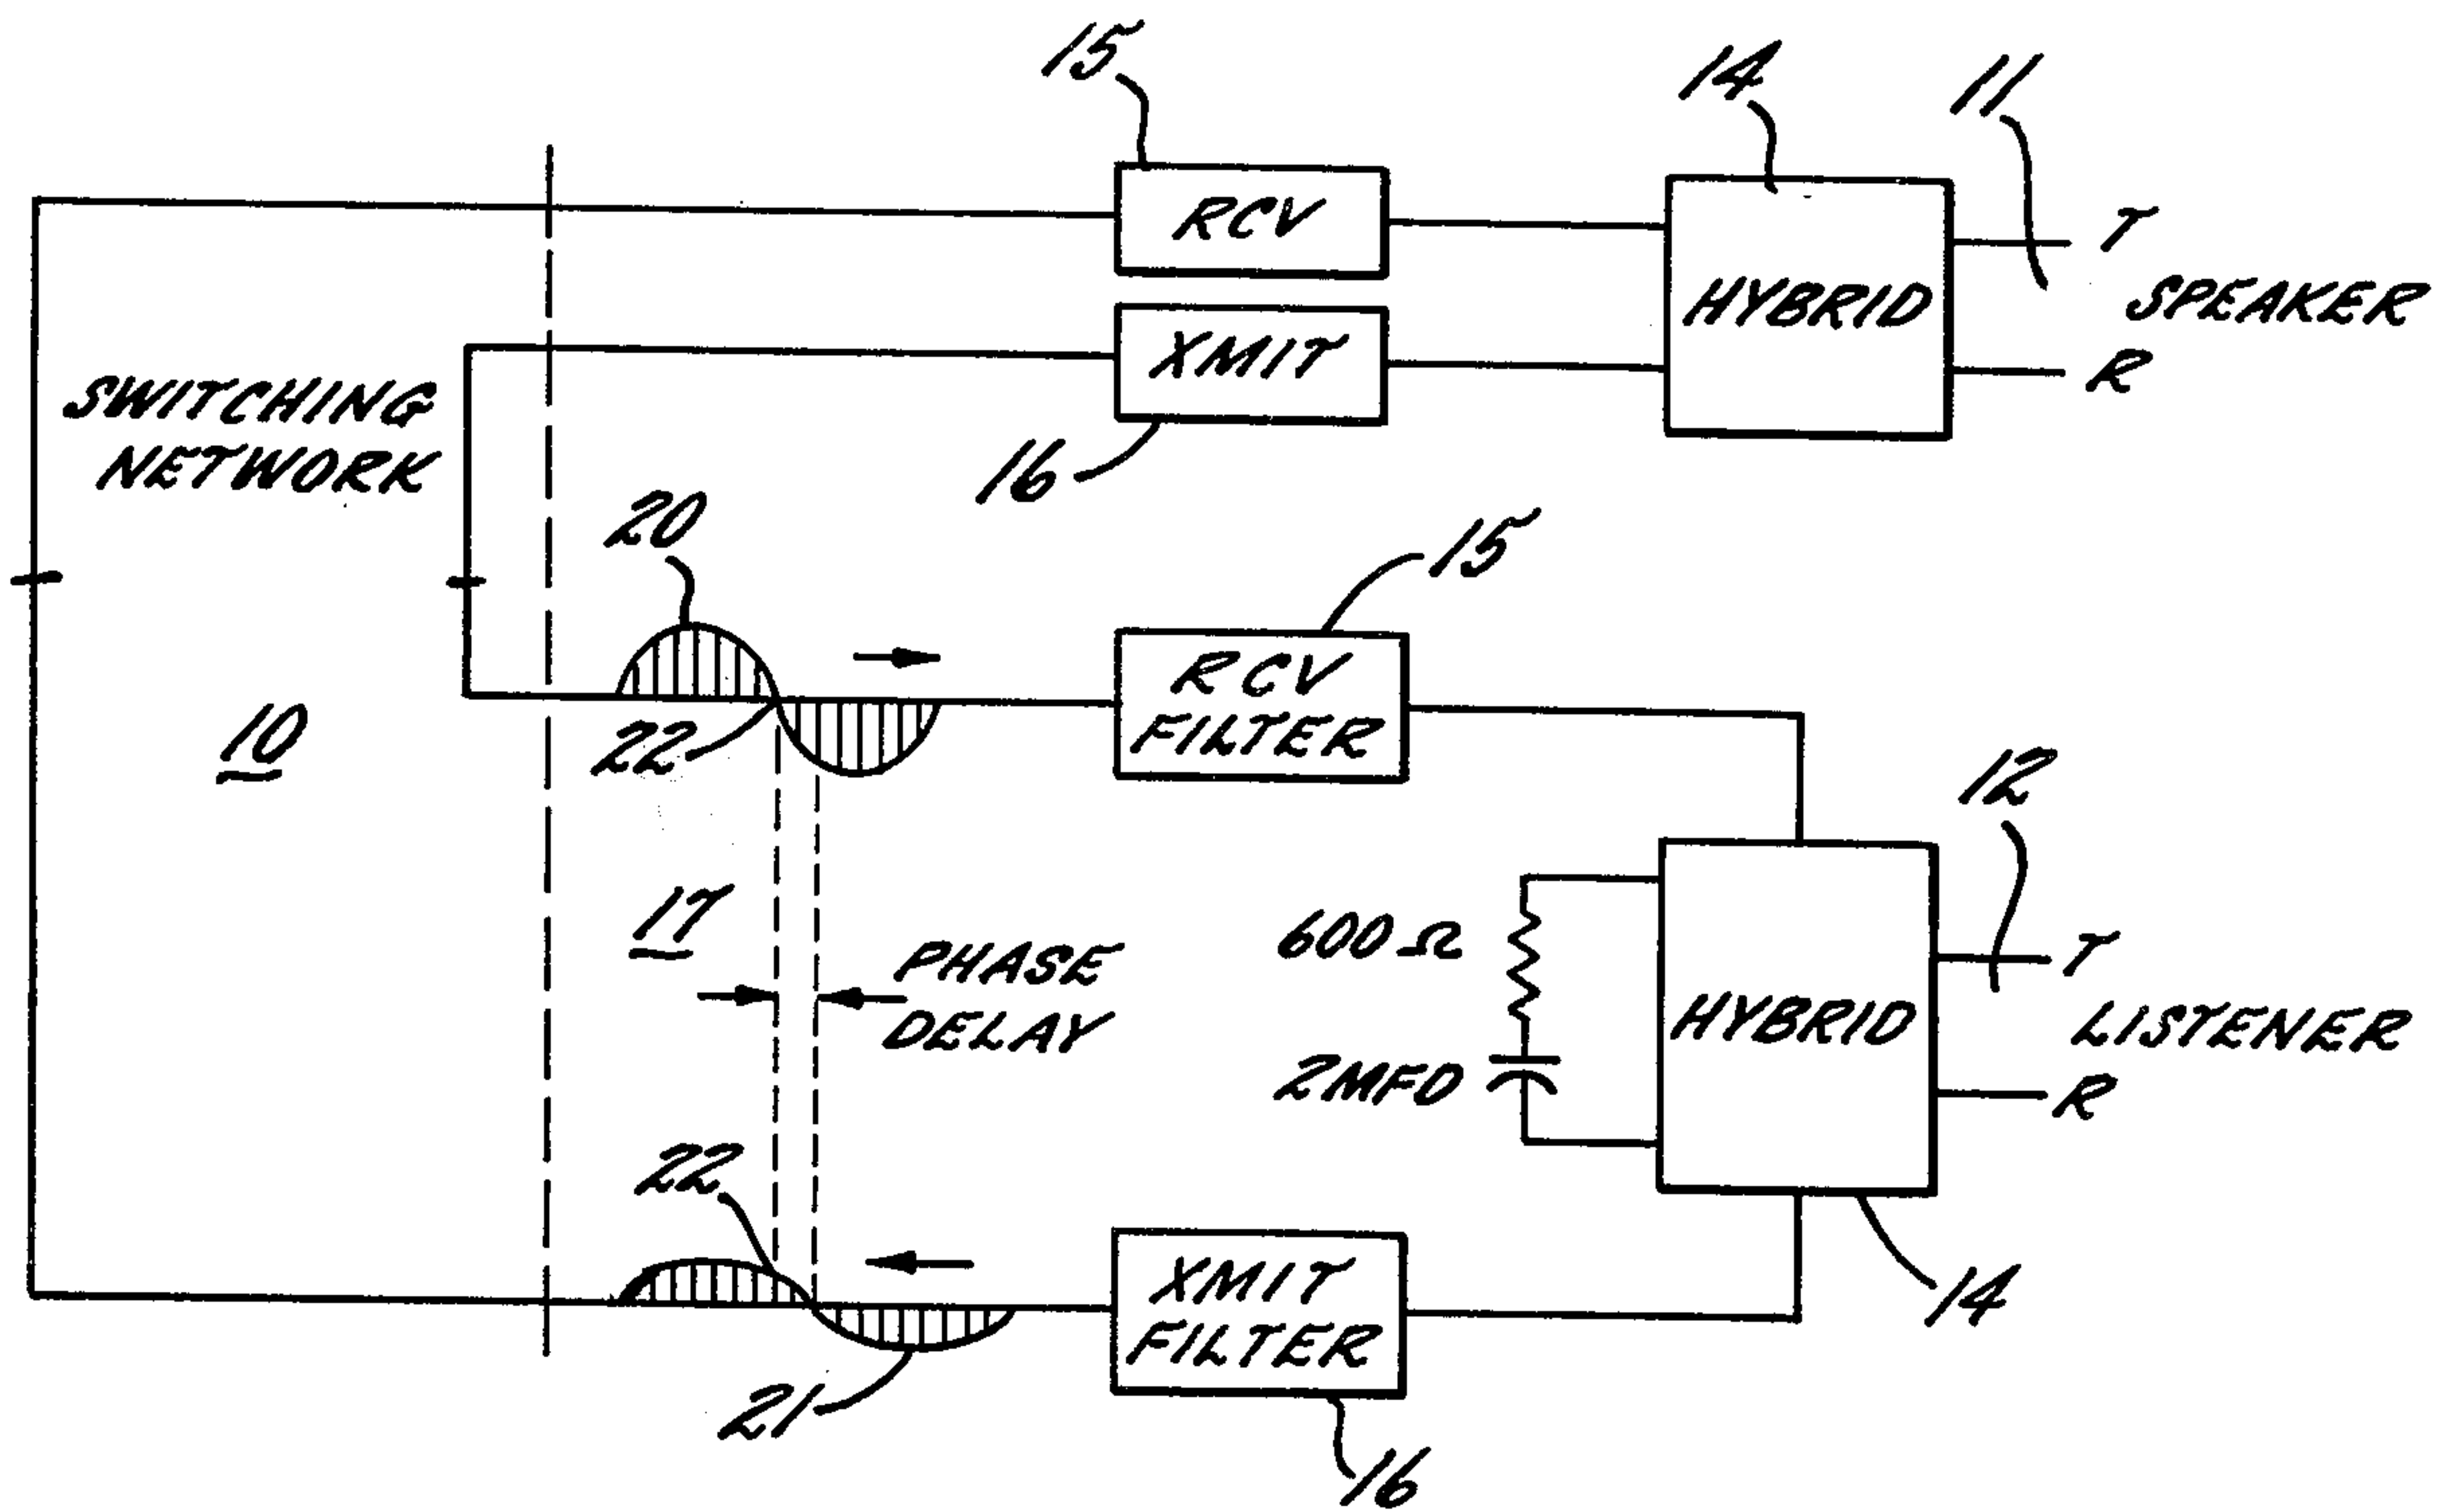 15
14
11
RCV
T
HYBRID
SPEAKER
XMIT
R
SWITCHING
NETWORK
16
20
15
RCV
FILTER
22
10
12
17
600 Ω
T
PHASE
DELAY
HYBRID
LISTENER
2MFD
R
22
XMIT
FILTER
14
21
16